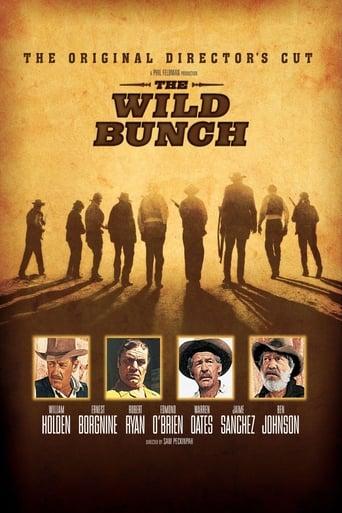 THE ORIGINAL DIRECTOR'S CUT
A PHIL FELDMAN PRODUCTION
THE
WILD
BUNCH
WILLIAM HOLDEN
ERNEST BORGNINE
ROBERT RYAN
EDMOND O'BRIEN
WARREN OATES
JAIME SANCHEZ
BEN JOHNSON
DIRECTED BY SAM PECKINPAH